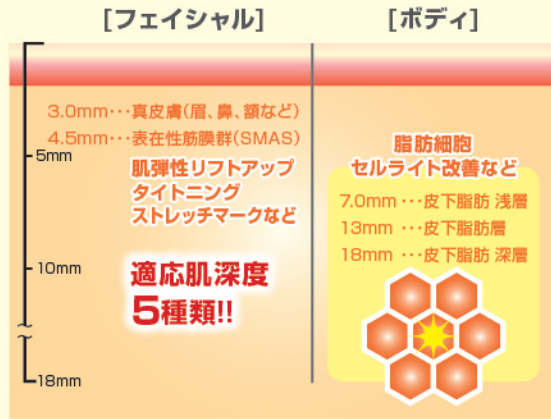 [フェイシャル]
[ボディ]
3.0mm…真皮膚(眉、鼻、額など)
4.5mm…表在性筋膜群(SMAS)
肌弾性リフトアップ
タイトニング
ストレッチマークなど
適応肌深度
5種類!!
脂肪細胞
セルライト改善など
7.0mm…皮下脂肪 浅層
13mm…皮下脂肪層
18mm…皮下脂肪 深層
5mm
10mm
18mm